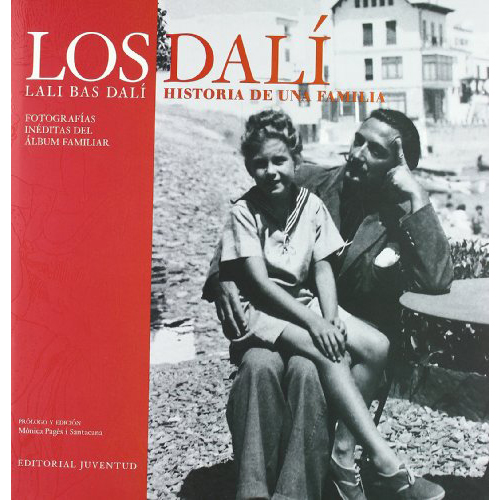 LOS DALÍ
LALI BAS DALÍ HISTORIA DE UNA FAMILIA
FOTOGRAFÍAS
INÉDITAS DEL
ÁLBUM FAMILIAR
PRÓLOGO Y EDICIÓN
Mónica Pagès i Santacana
EDITORIAL JUVENTUD